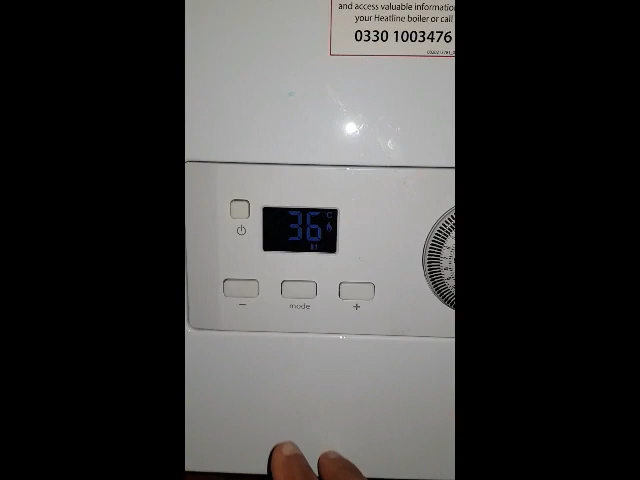 and access valuable information
your Heatline boiler or call
0330 1003476
36
C
−
mode
+